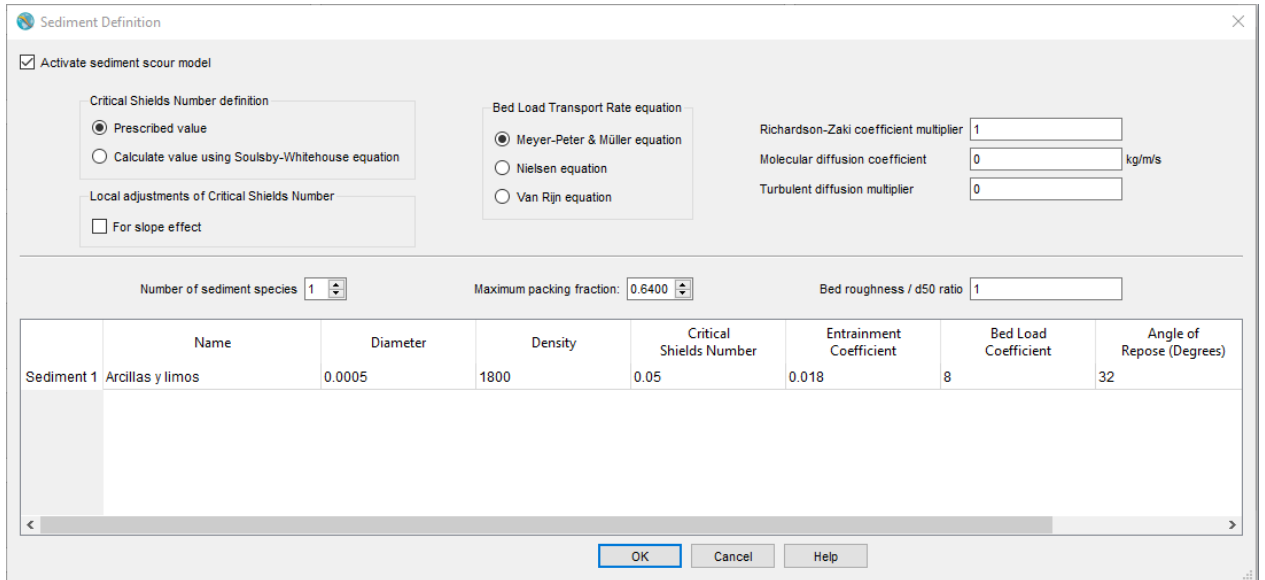 Sediment Definition
Activate sediment scour model
Critical Shields Number definition
Prescribed value
Calculate value using Soulsby-Whitehouse equation
Local adjustments of Critical Shields Number
For slope effect
Bed Load Transport Rate equation
Meyer-Peter & Müller equation
Nielsen equation
Van Rijn equation
Richardson-Zaki coefficient multiplier 1
Molecular diffusion coefficient 0 kg/m/s
Turbulent diffusion multiplier 0
Number of sediment species 1 Maximum packing fraction: 0.6400 Bed roughness / d50 ratio 1
Name Diameter Density Critical Shields Number Entrainment Coefficient Bed Load Coefficient Angle of Repose (Degrees)
Sediment 1 Arcillas y limos 0.0005 1800 0.05 0.018 8 32
OK Cancel Help